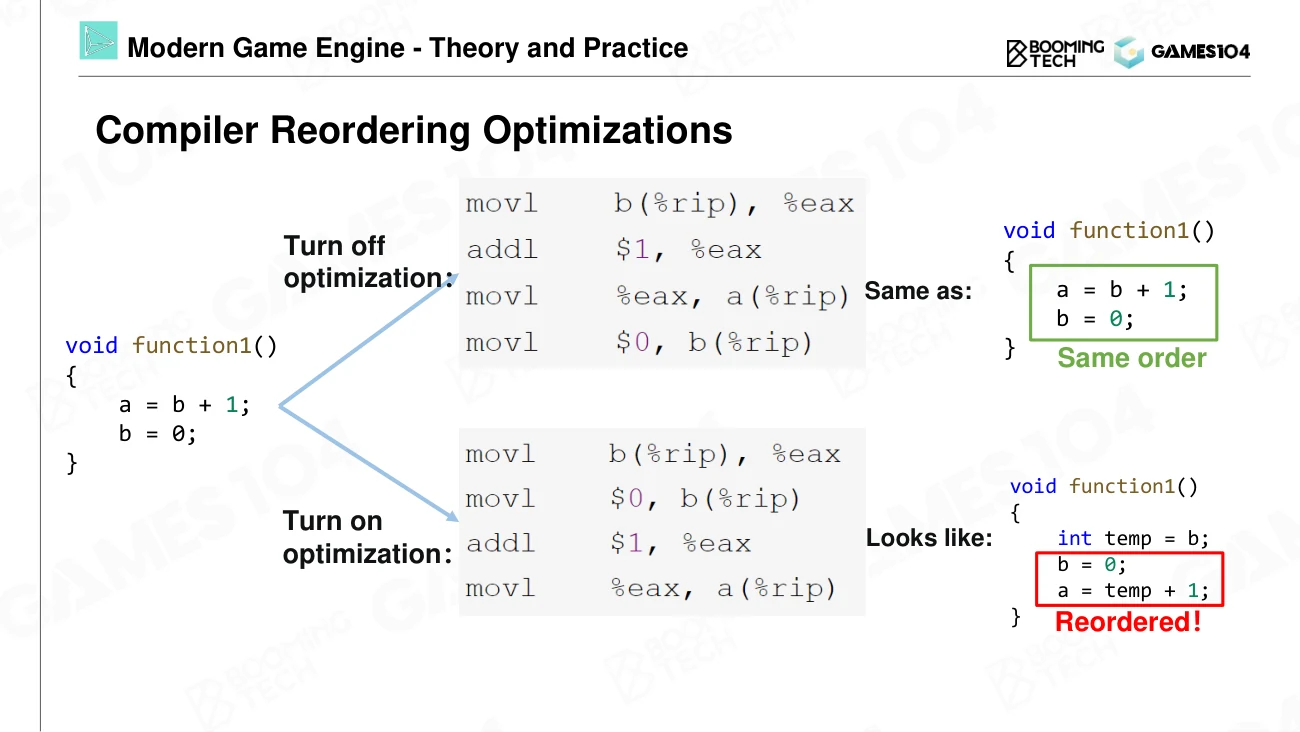 Modern Game Engine - Theory and Practice
BOOMING
TECH
GAMES104
Compiler Reordering Optimizations
void function1()
{
    a = b + 1;
    b = 0;
}
Turn off
optimization:
movl b(%rip), %eax
addl $1, %eax
movl %eax, a(%rip)
movl $0, b(%rip)
Same as:
void function1()
{
    a = b + 1;
    b = 0;
}
Same order
Turn on
optimization:
movl b(%rip), %eax
movl $0, b(%rip)
addl $1, %eax
movl %eax, a(%rip)
Looks like:
void function1()
{
    int temp = b;
    b = 0;
    a = temp + 1;
}
Reordered!